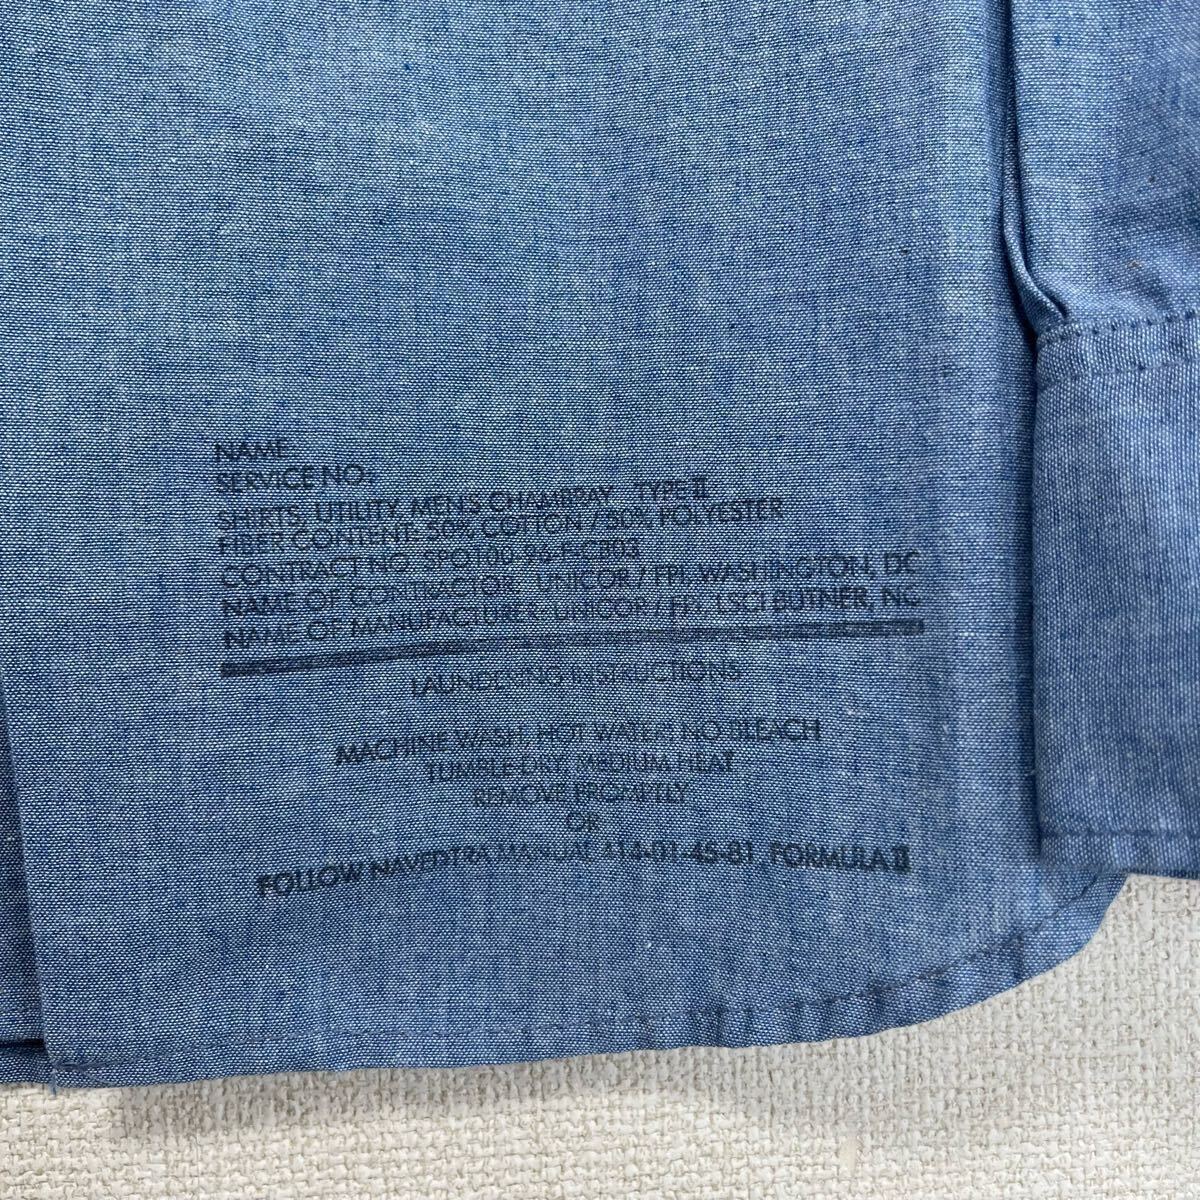 NAME:
SERVICE NO:
SHIRTS, UTILITY, MEN'S CHAMBRAY TYPE II
FIBER CONTENT: 50% COTTON / 50% POLYESTER
CONTRACT NO. SPO100-96-F-CB03
NAME OF CONTRACTOR: UNICOR / FPI, WASHINGTON, DC
NAME OF MANUFACTURER: UNICOR / FPI, LSCI BUTNER, NC
LAUNDERING INSTRUCTIONS
MACHINE WASH, HOT WATER, NO BLEACH
TUMBLE DRY, MEDIUM HEAT
REMOVE PROMPTLY
OR
FOLLOW NAVEDTRA MANUAL 414-01-45-81, FORMULA II